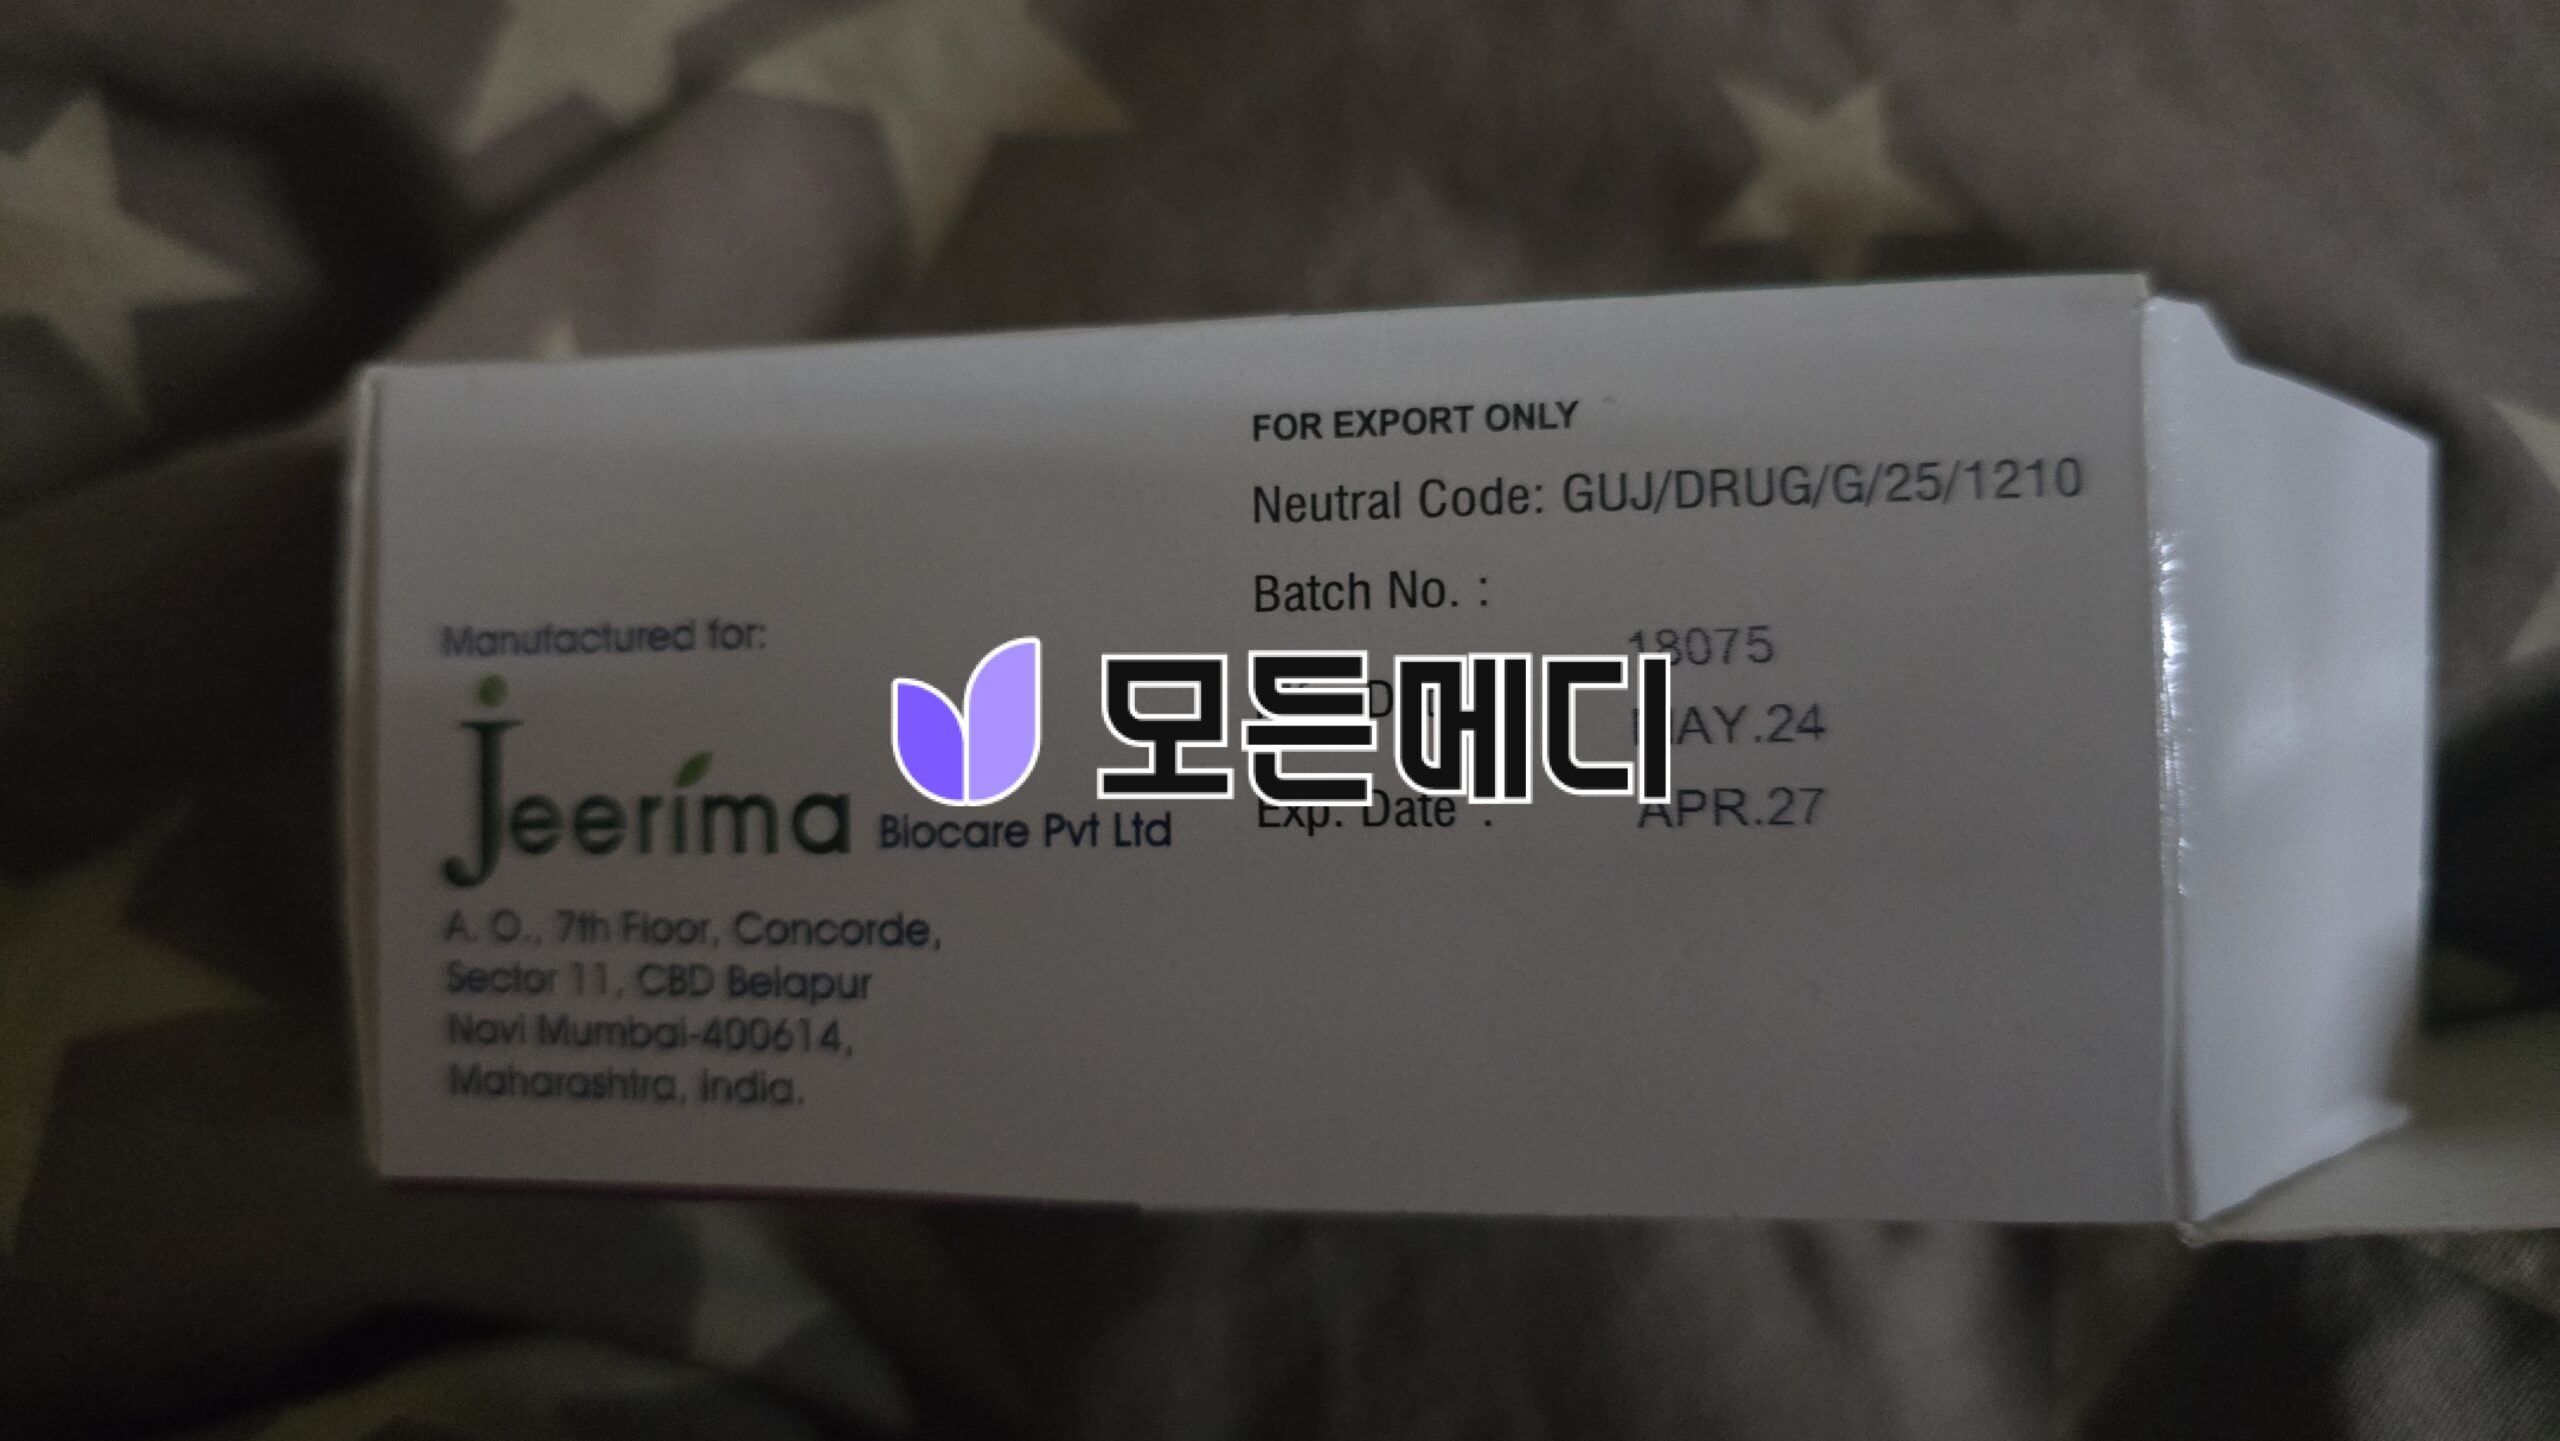 FOR EXPORT ONLY
Neutral Code: GUJ/DRUG/G/25/1210
Batch No. :
18075
MAY.24
Exp. Date :
APR.27
Manufactured for:
Jeerima Biocare Pvt Ltd
A. O., 7th Floor, Concorde,
Sector 11, CBD Belapur
Navi Mumbai-400614,
Maharashtra, India.
모든메디